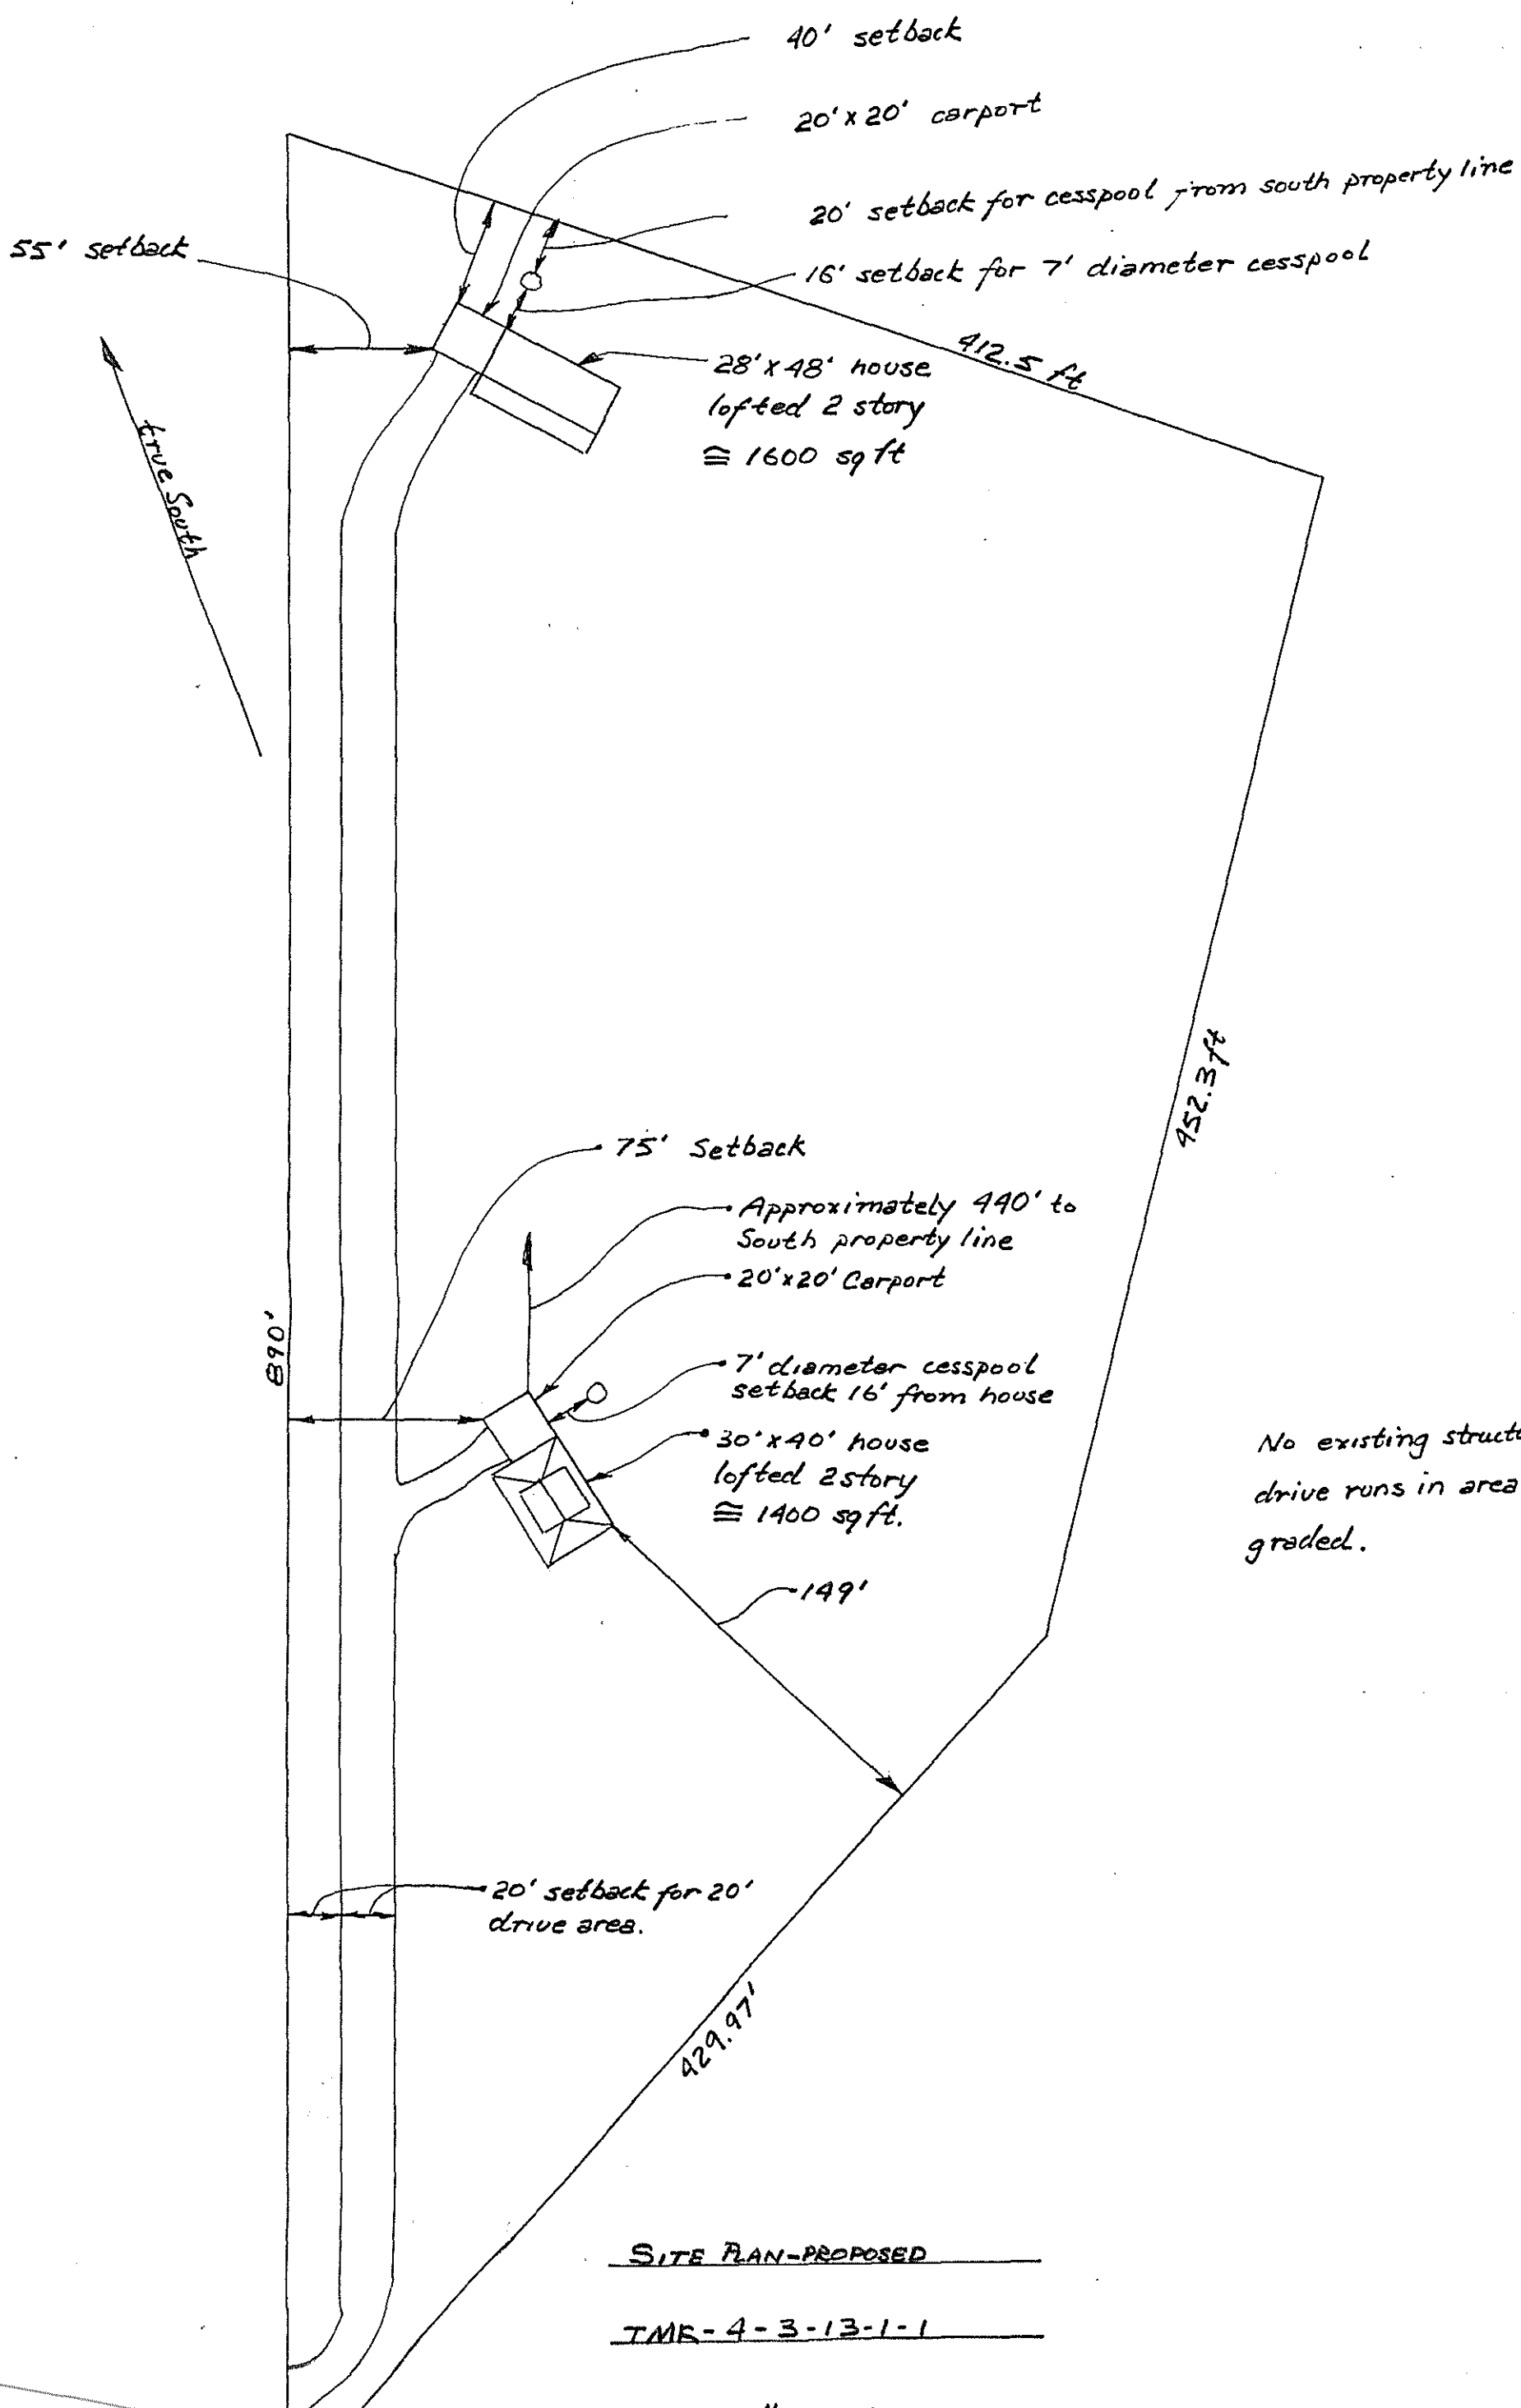 40' setback
20' x 20' carport
20' setback for cesspool from south property line
55' setback
16' setback for 7' diameter cesspool
412.5 ft
28' x 48' house
lofted 2 story
≅ 1600 sq ft
true South
452.3 ft
75' Setback
Approximately 440' to
South property line
20' x 20' Carport
890'
7' diameter cesspool
setback 16' from house
30' x 40' house
lofted 2 story
≅ 1400 sq ft.
No existing
drive runs in area
graded.
149'
20' setback for 20'
drive area.
429.97'
SITE PLAN-PROPOSED
TMK-4-3-13-1-1